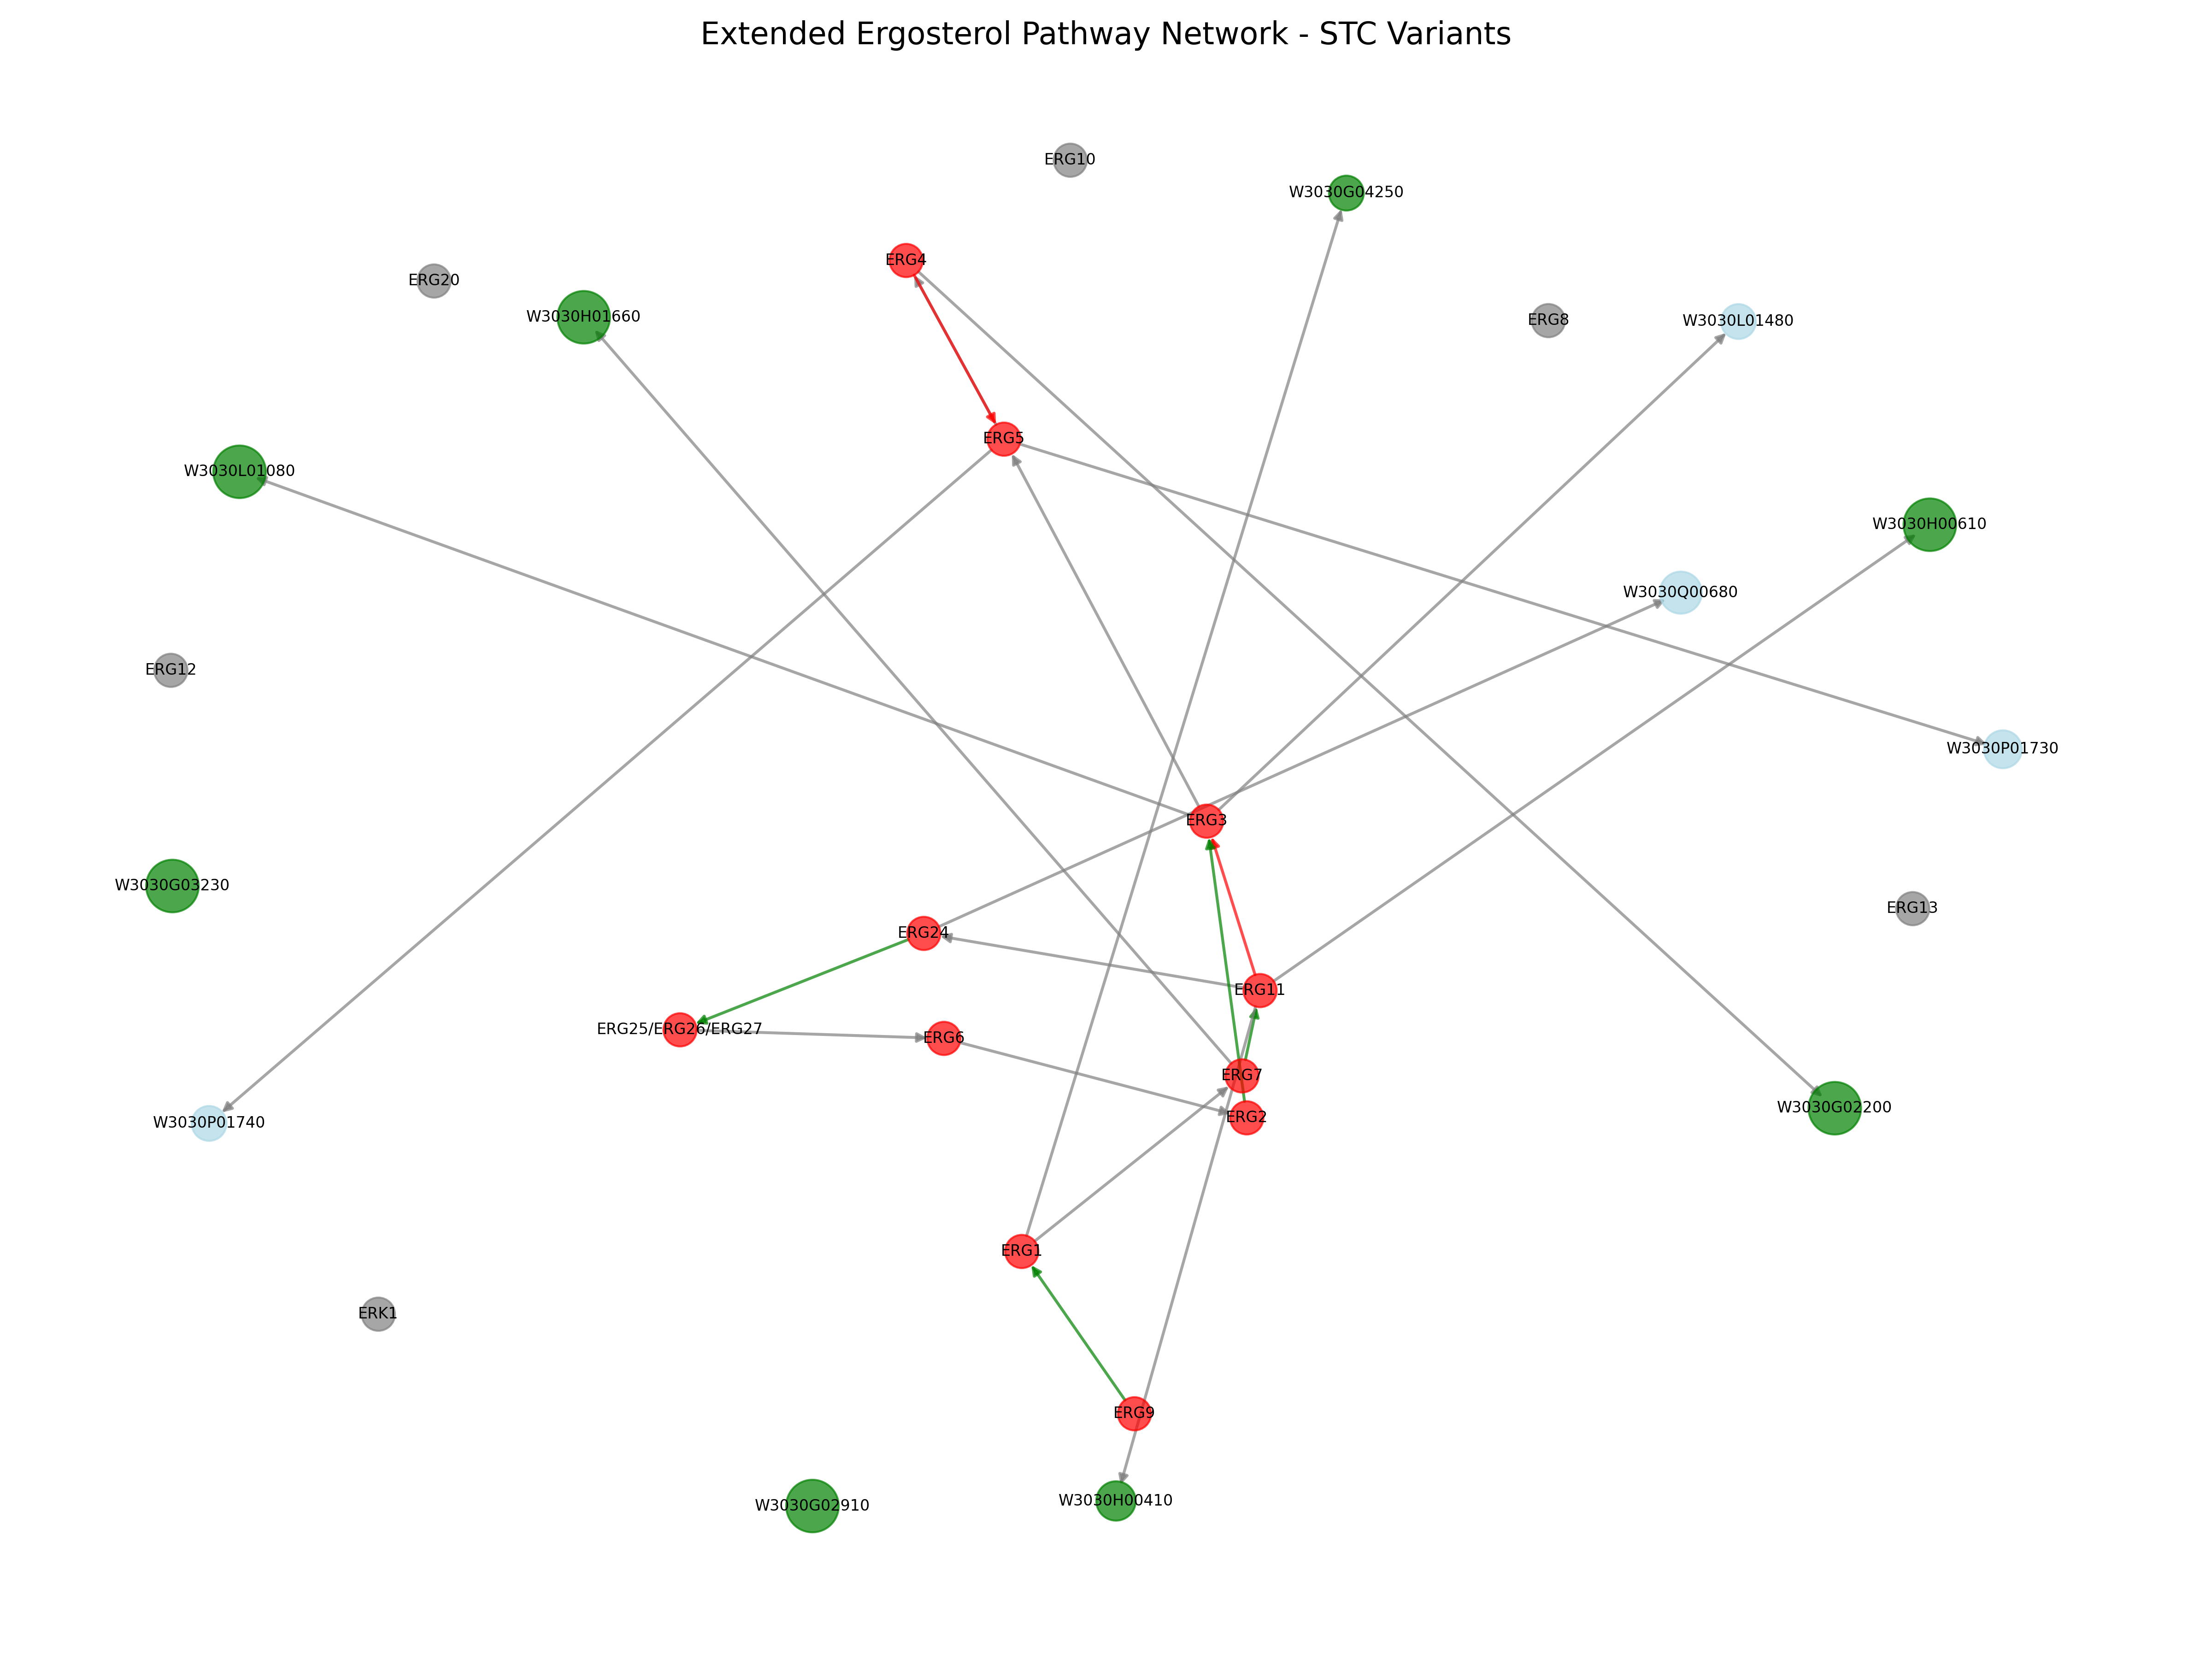 Extended Ergosterol Pathway Network - STC Variants
ERG10
W3030G04250
ERG4
ERG20
W3030H01660
ERG8
W3030L01480
ERG5
W3030L01080
W3030H00610
W3030Q00680
ERG12
W3030P01730
ERG3
W3030G03230
ERG13
ERG24
ERG11
ERG25/ERG26/ERG27
ERG6
ERG7
W3030G02200
ERG2
W3030P01740
ERG1
ERK1
ERG9
W3030H00410
W3030G02910